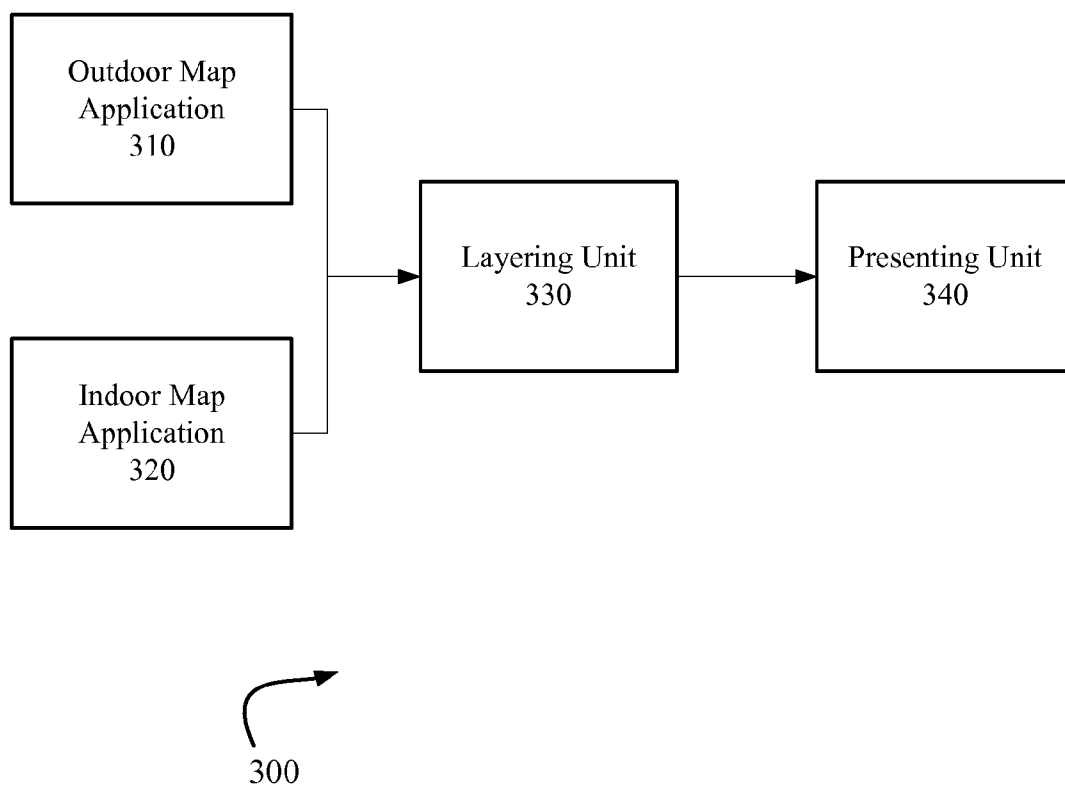 Outdoor Map
Application
310
Layering Unit
330
Presenting Unit
340
Indoor Map
Application
320
300